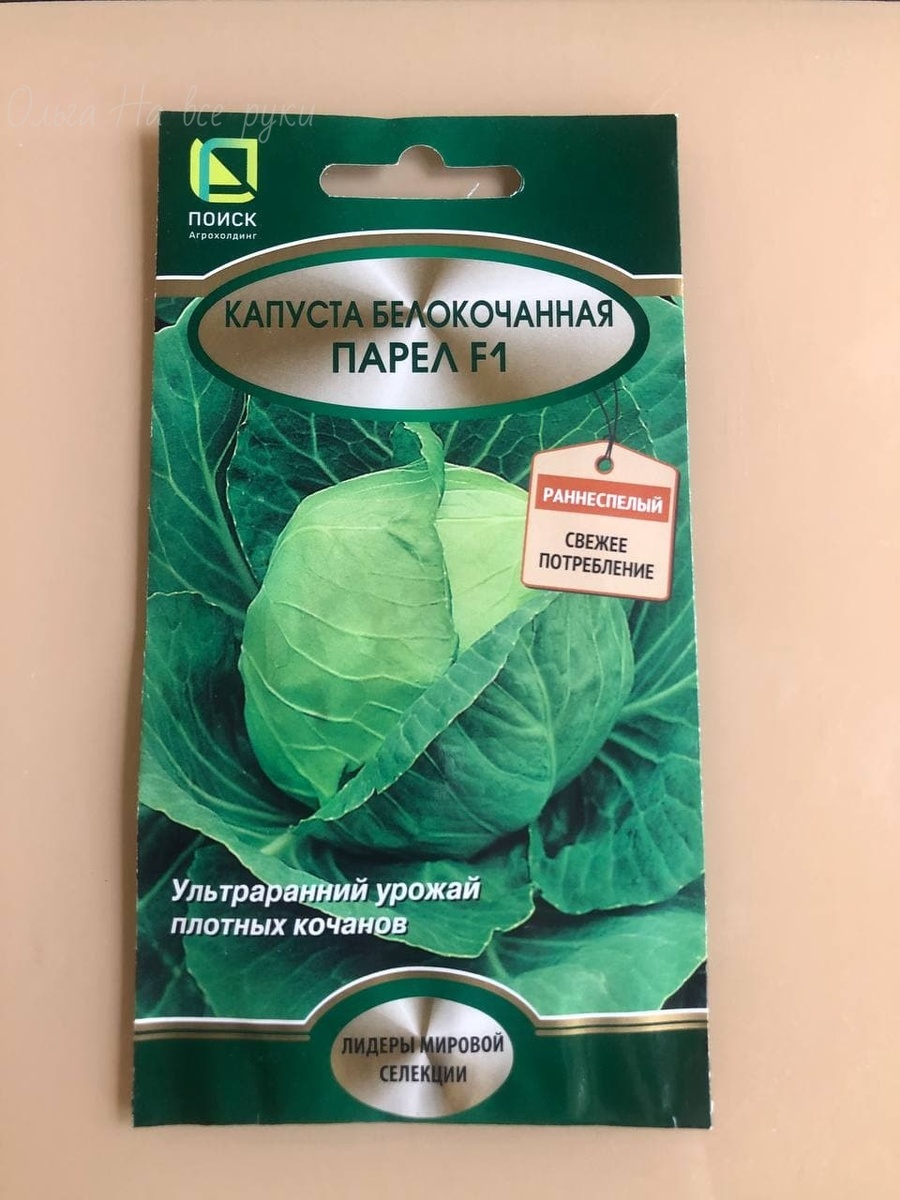 Ольга На все руки
ПОИСК
Агрохолдинг
КАПУСТА БЕЛОКОЧАННАЯ
ПАРЕЛ F1
РАННЕСПЕЛЫЙ
СВЕЖЕЕ
ПОТРЕБЛЕНИЕ
Ультраранний урожай
плотных кочанов
ЛИДЕРЫ МИРОВОЙ
СЕЛЕКЦИИ